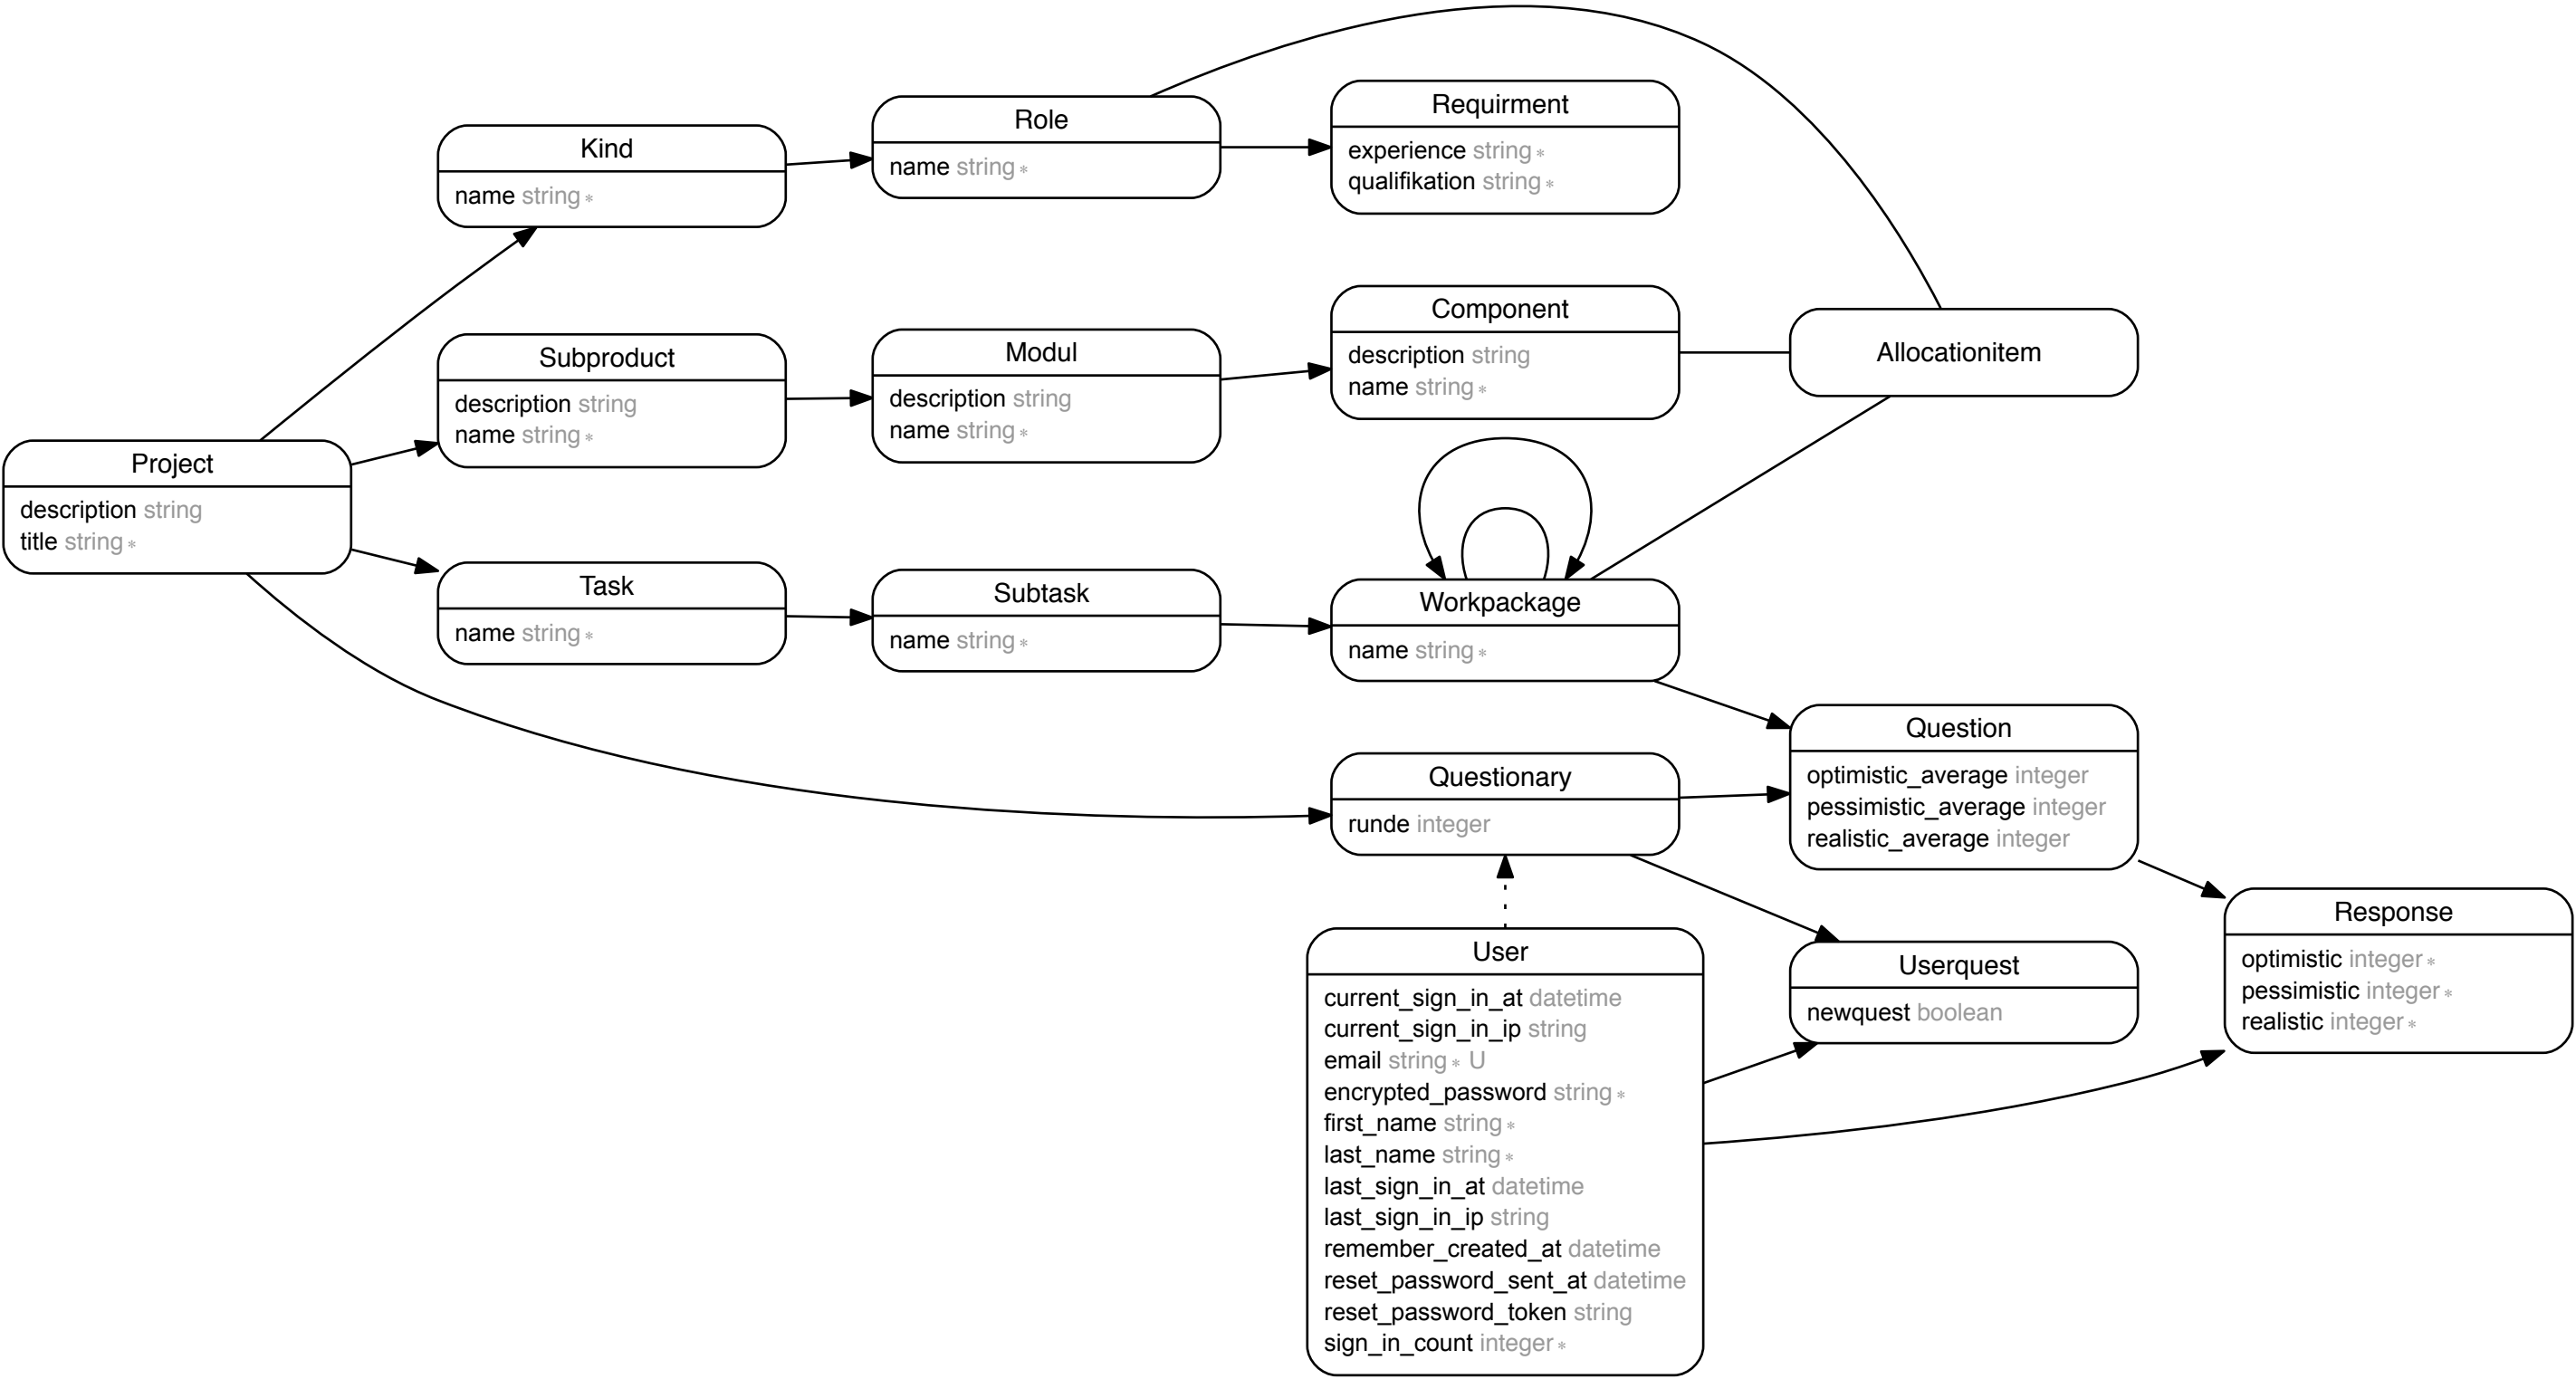 Project
description string
title string *
Kind
name string *
Subproduct
description string
name string *
Task
name string *
Role
name string *
Modul
description string
name string *
Subtask
name string *
Requirment
experience string *
qualifikation string *
Component
description string
name string *
Workpackage
name string *
Questionary
runde integer
User
current_sign_in_at datetime
current_sign_in_ip string
email string * U
encrypted_password string *
first_name string *
last_name string *
last_sign_in_at datetime
last_sign_in_ip string
remember_created_at datetime
reset_password_sent_at datetime
reset_password_token string
sign_in_count integer *
Allocationitem
Question
optimistic_average integer
pessimistic_average integer
realistic_average integer
Userquest
newquest boolean
Response
optimistic integer *
pessimistic integer *
realistic integer *